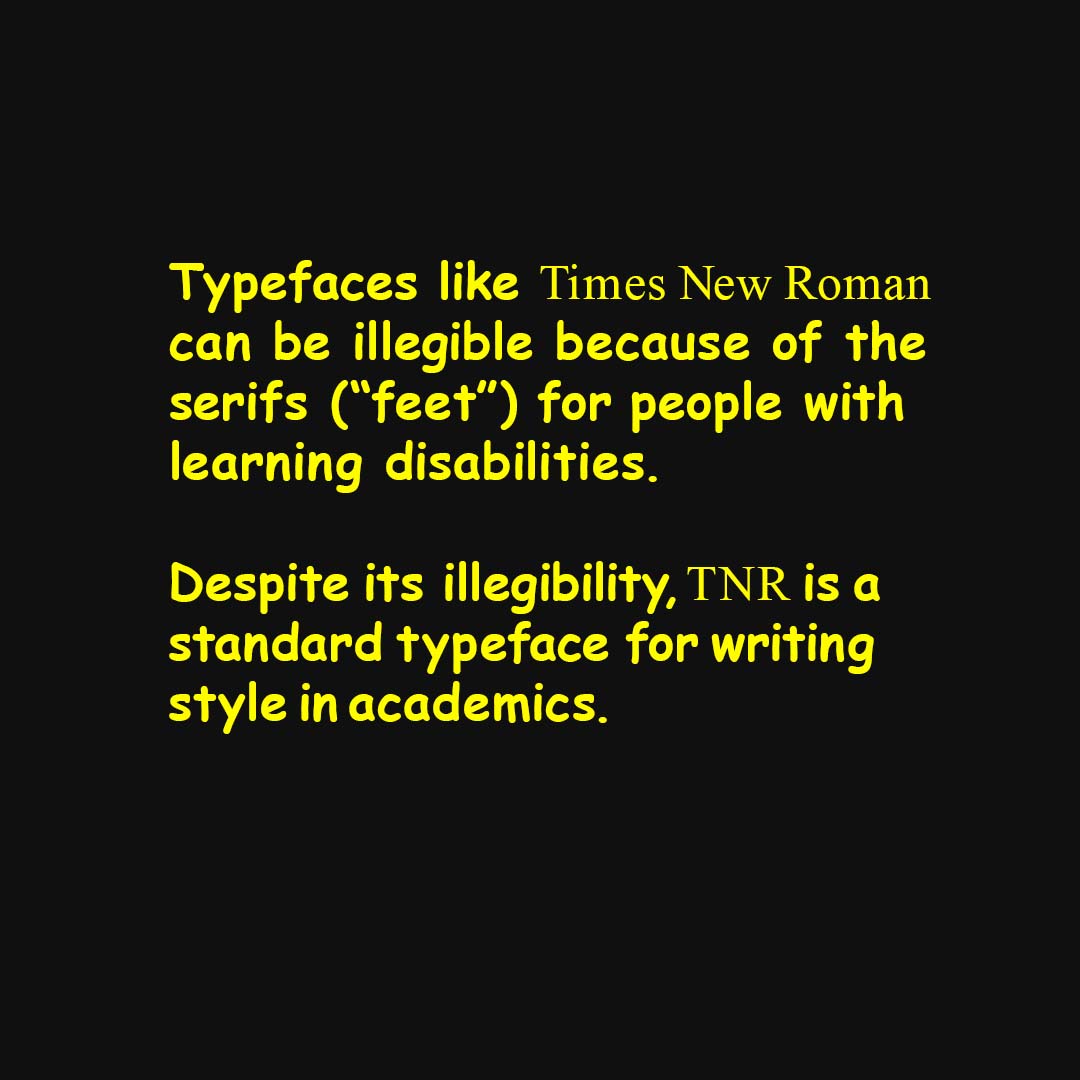 Typefaces like Times New Roman
can be illegible because of the
serifs (“feet”) for people with
learning disabilities.
Despite its illegibility, TNR is a
standard typeface for writing
style in academics.